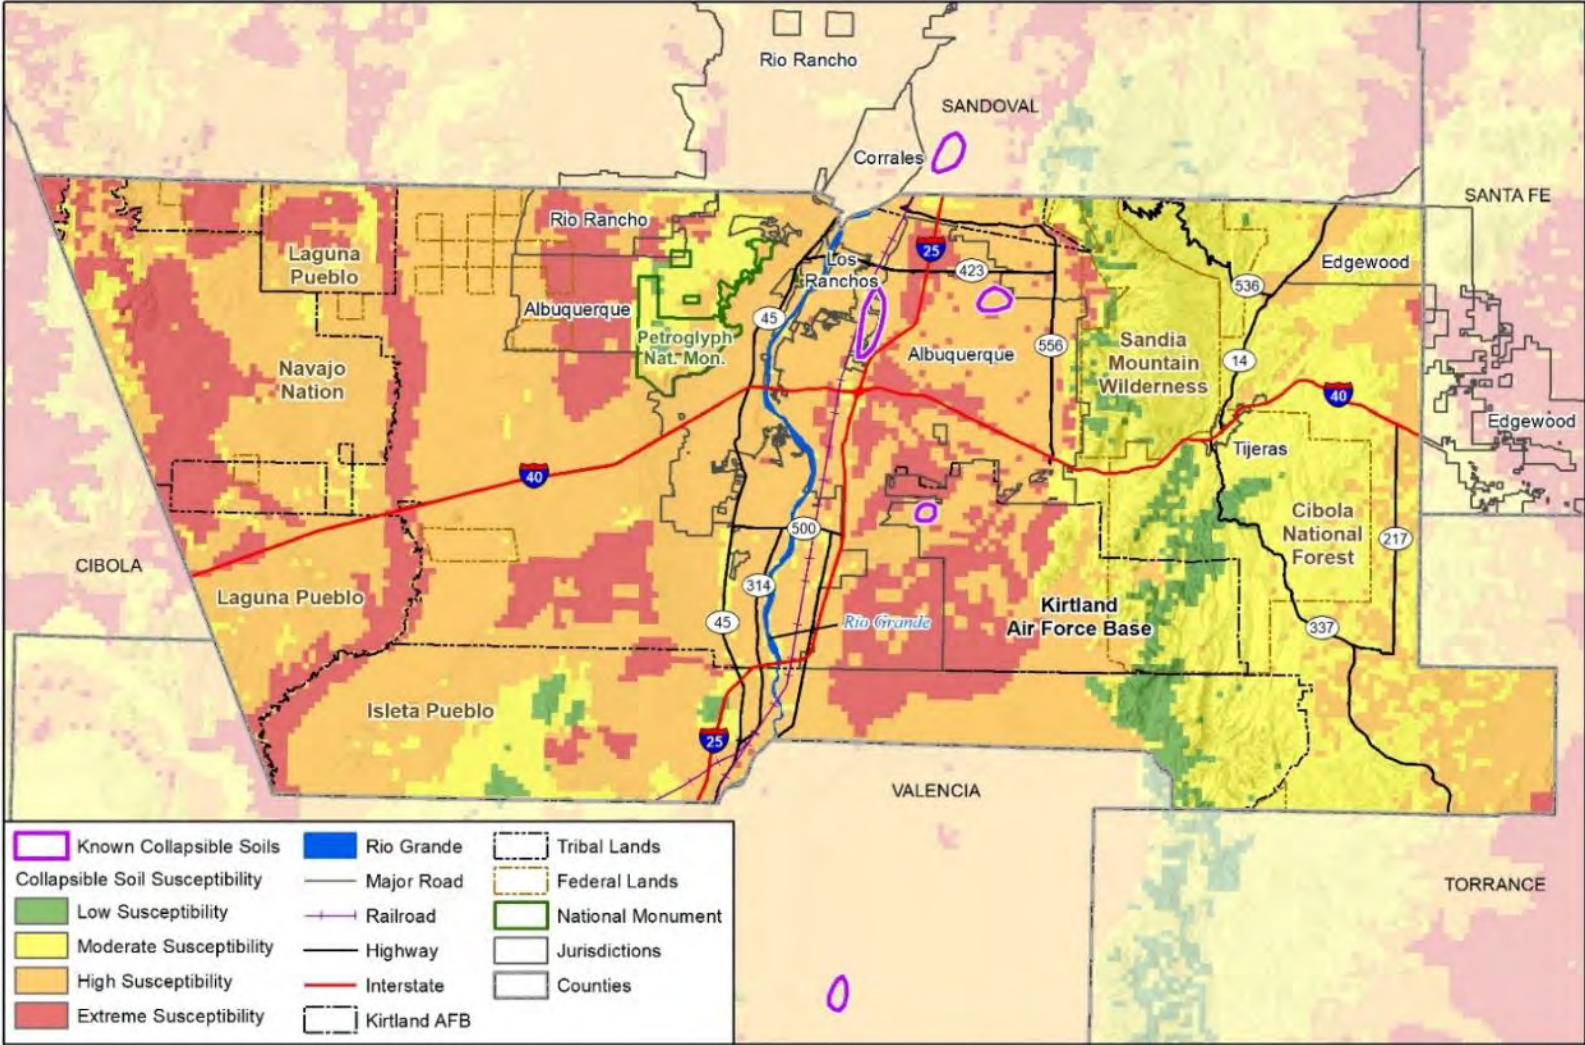 Rio Rancho
SANDOVAL
Corrales
SANTA FE
Rio Rancho
Laguna
Pueblo
25
Los
Ranchos
423
Edgewood
536
Albuquerque
45
Petroglyph
Nat. Mon.
Albuquerque
556
Sandia
Mountain
Wilderness
14
Navajo
Nation
40
Edgewood
Tijeras
40
Cibola
National
Forest
500
217
CIBOLA
314
Laguna Pueblo
45
Rio Grande
Kirtland
Air Force Base
337
Isleta Pueblo
25
VALENCIA
TORRANCE
Known Collapsible Soils
Collapsible Soil Susceptibility
Low Susceptibility
Moderate Susceptibility
High Susceptibility
Extreme Susceptibility
Rio Grande
Major Road
Railroad
Highway
Interstate
Kirtland AFB
Tribal Lands
Federal Lands
National Monument
Jurisdictions
Counties